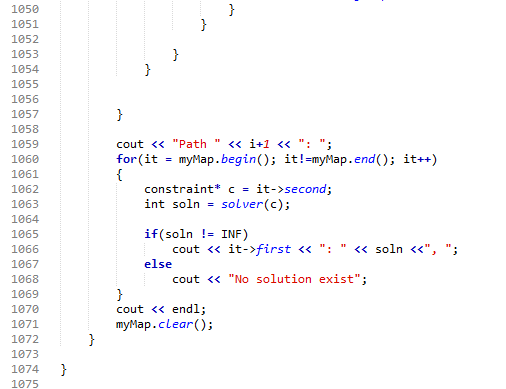 1050 }
1051 }
1052
1053 }
1054 }
1055
1056
1057 }
1058
1059 cout << "Path " << i+1 << ": ";
1060 for(it = myMap.begin(); it!=myMap.end(); it++)
1061 {
1062 constraint* c = it->second;
1063 int soln = solver(c);
1064
1065 if(soln != INF)
1066 cout << it->first << ": " << soln <<", ";
1067 else
1068 cout << "No solution exist";
1069 }
1070 cout << endl;
1071 myMap.clear();
1072 }
1073
1074 }
1075